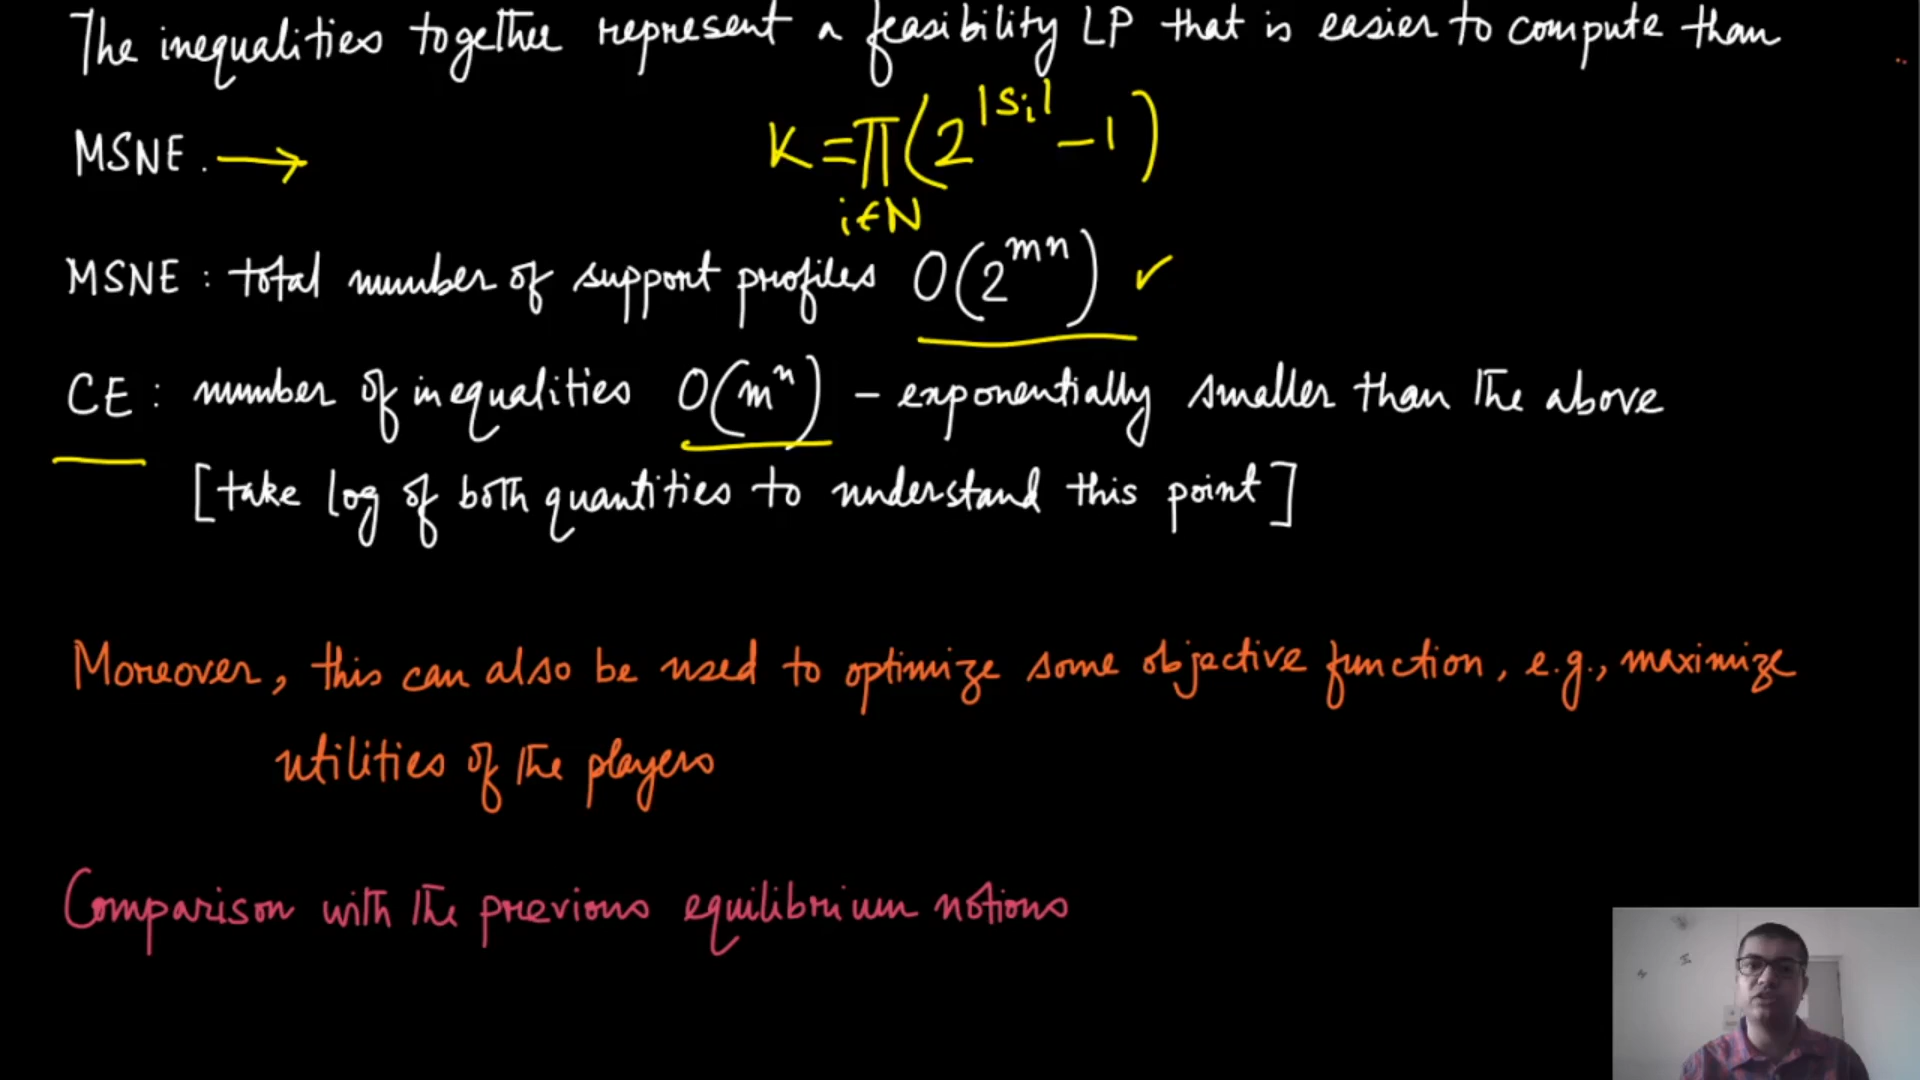 The inequalities together represent a feasibility LP that is easier to compute than
MSNE. → K = π (2^|Si| - 1)
i∈N
MSNE : total number of support profiles O(2^mn) ✓
CE : number of inequalities O(m^n) - exponentially smaller than the above
[take log of both quantities to understand this point]
Moreover, this can also be used to optimize some objective function, e.g., maximize
utilities of the players
Comparison with the previous equilibrium notions